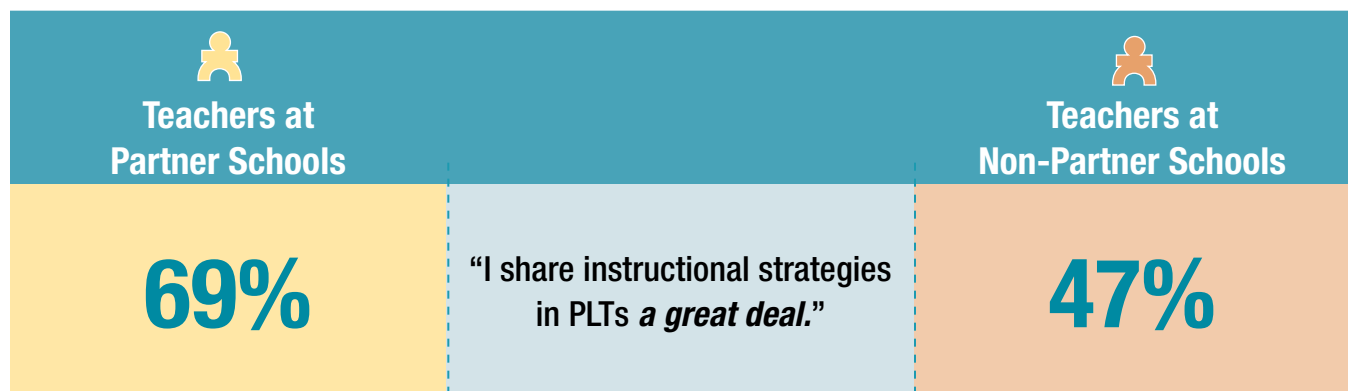 Teachers at
Partner Schools
Teachers at
Non-Partner Schools
69%
“I share instructional strategies
in PLTs a great deal.”
47%